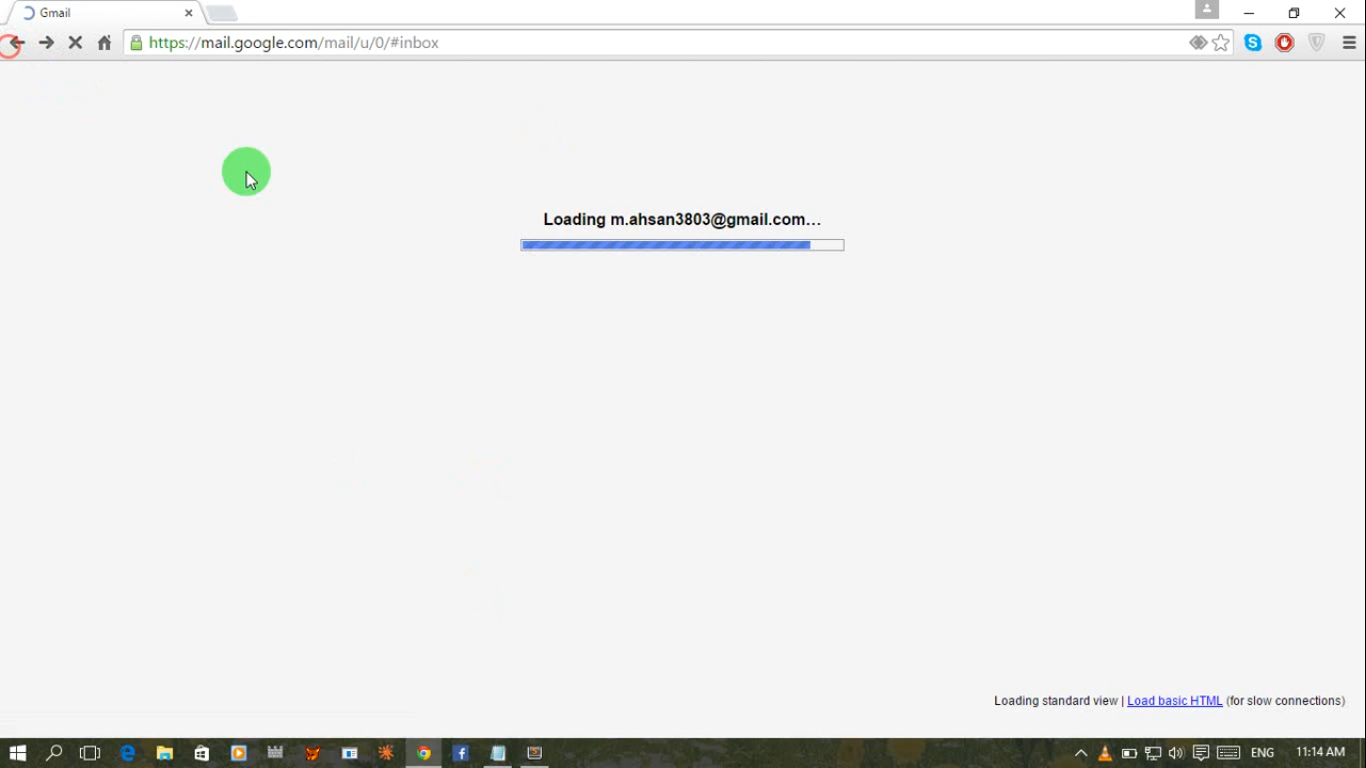 Gmail
https://mail.google.com/mail/u/0/#inbox
Loading m.ahsan3803@gmail.com...
Loading standard view | Load basic HTML (for slow connections)
ENG
11:14 AM